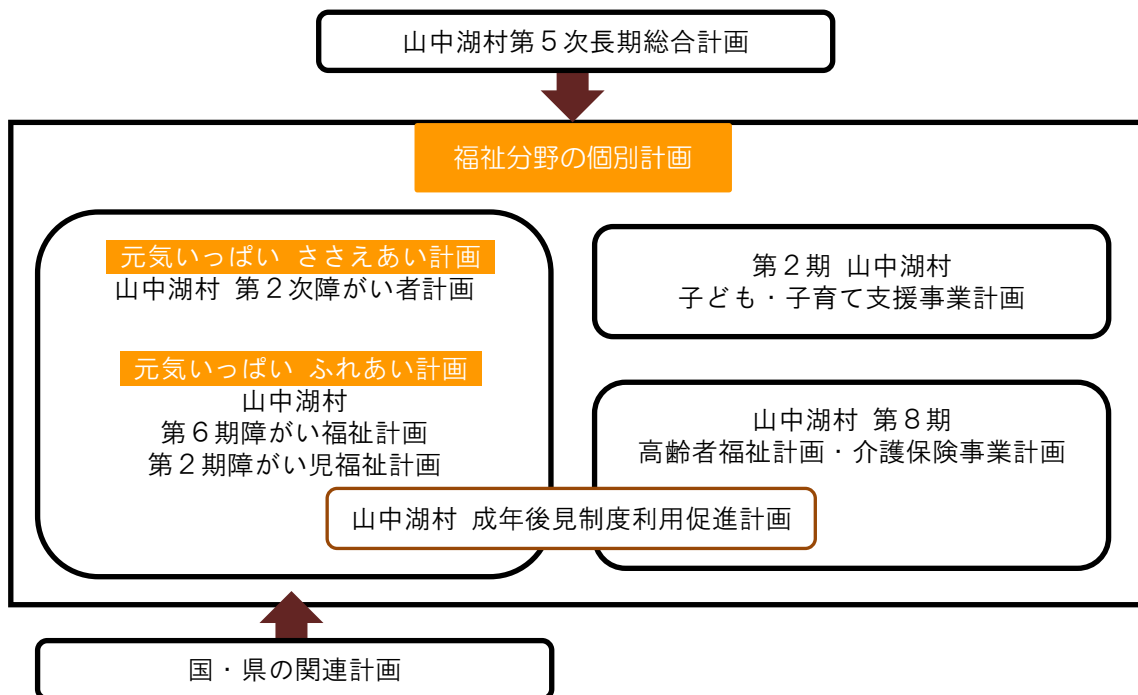 山中湖村第５次長期総合計画
福祉分野の個別計画
元気いっぱい ささえあい計画
山中湖村 第２次障がい者計画
元気いっぱい ふれあい計画
山中湖村
第６期障がい福祉計画
第２期障がい児福祉計画
第２期 山中湖村
子ども・子育て支援事業計画
山中湖村 第８期
高齢者福祉計画・介護保険事業計画
山中湖村 成年後見制度利用促進計画
国・県の関連計画